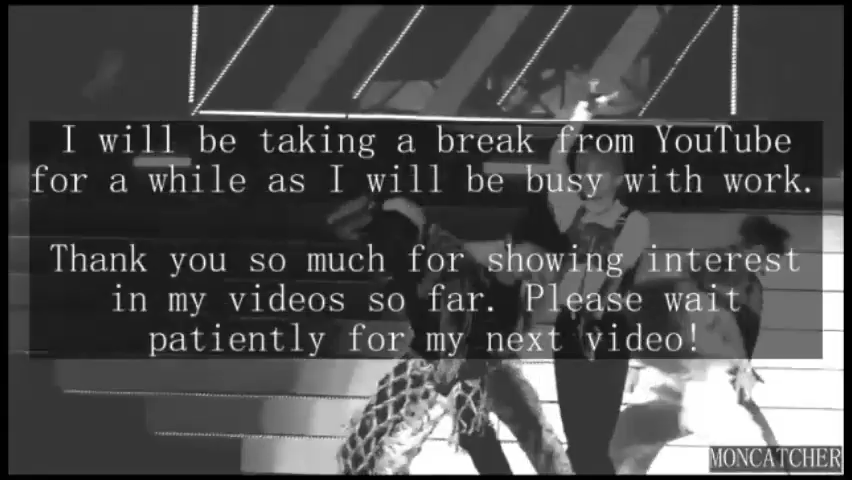 I will be taking a break from YouTube
for a while as I will be busy with work.
Thank you so much for showing interest
in my videos so far. Please wait
patiently for my next video!
MONCATCHER